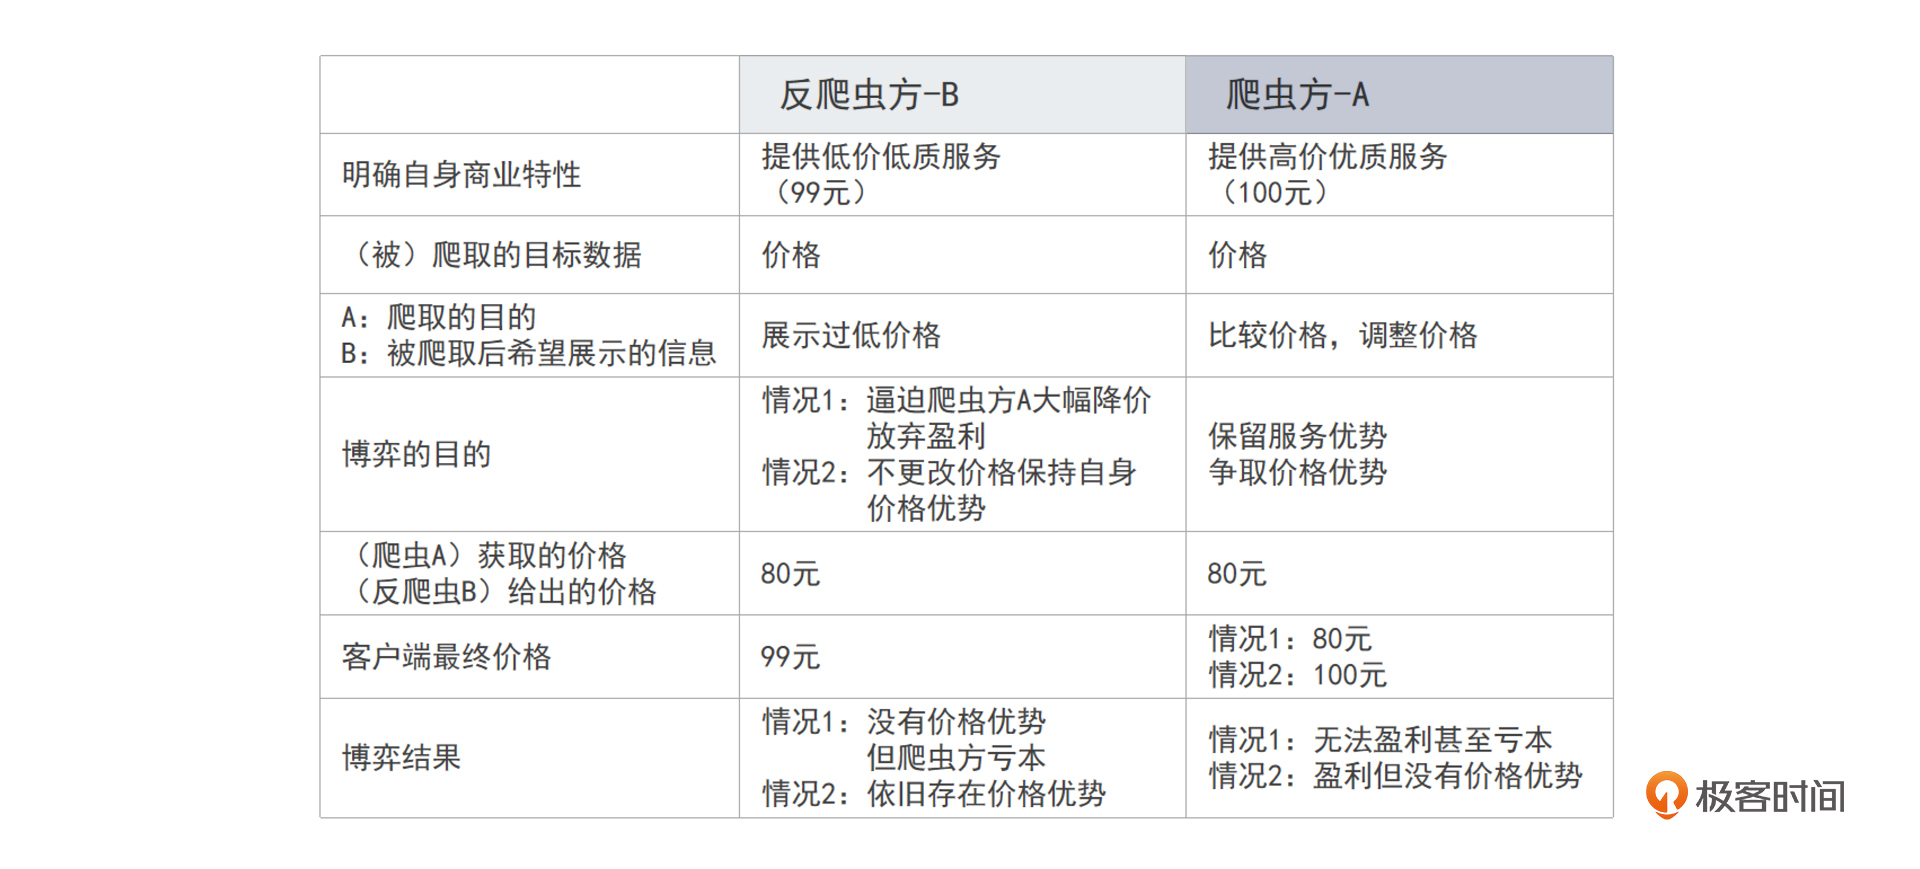 反爬虫方-B
爬虫方-A
明确自身商业特性
提供低价低质服务
（99元）
提供高价优质服务
（100元）
（被）爬取的目标数据
价格
价格
A：爬取的目的
B：被爬取后希望展示的信息
展示过低价格
比较价格，调整价格
博弈的目的
情况1：逼迫爬虫方A大幅降价
放弃盈利
情况2：不更改价格保持自身
价格优势
保留服务优势
争取价格优势
（爬虫A）获取的价格
（反爬虫B）给出的价格
80元
80元
客户端最终价格
99元
情况1：80元
情况2：100元
博弈结果
情况1：没有价格优势
但爬虫方亏本
情况2：依旧存在价格优势
情况1：无法盈利甚至亏本
情况2：盈利但没有价格优势
极客时间